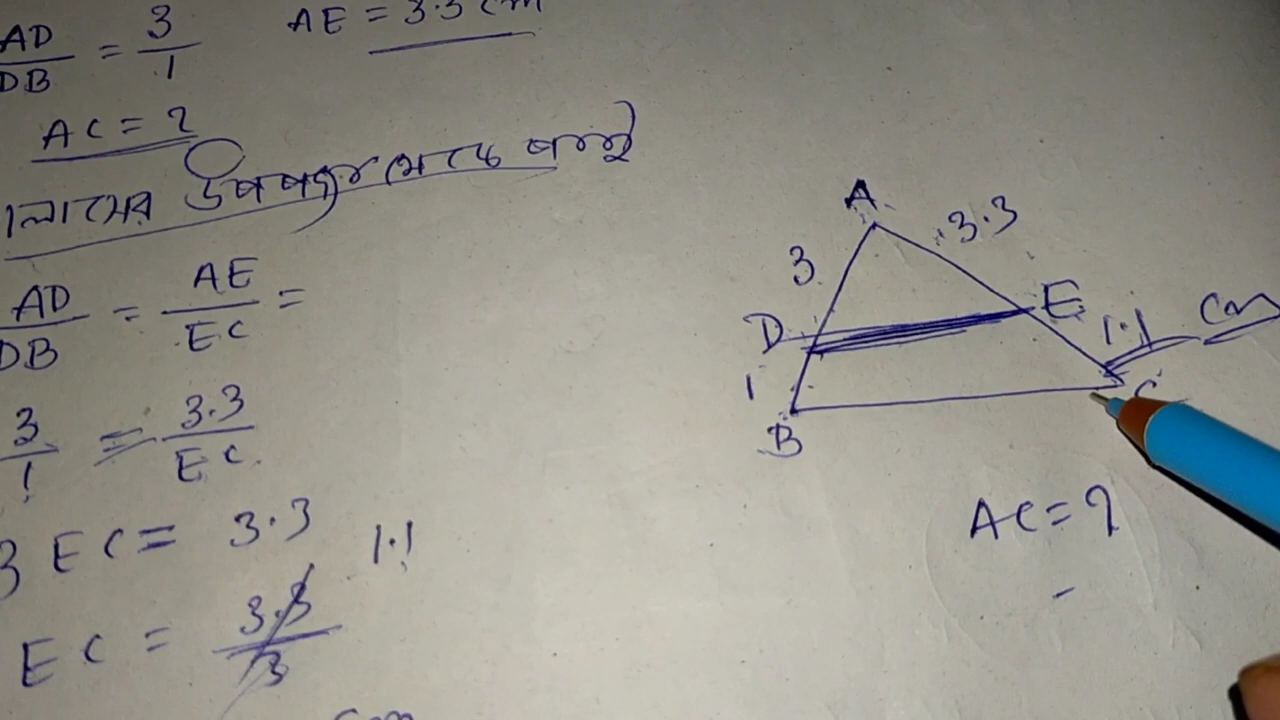 AD/DB = 3/1 AE = 3.3 cm
AC = ?
AD/DB = AE/EC =
3/1 = 3.3/EC
3 EC = 3.3 1.1
EC = 3.3/3
cm
A 3.3
3
D E 1.1 cm
1
B C
AC = ?